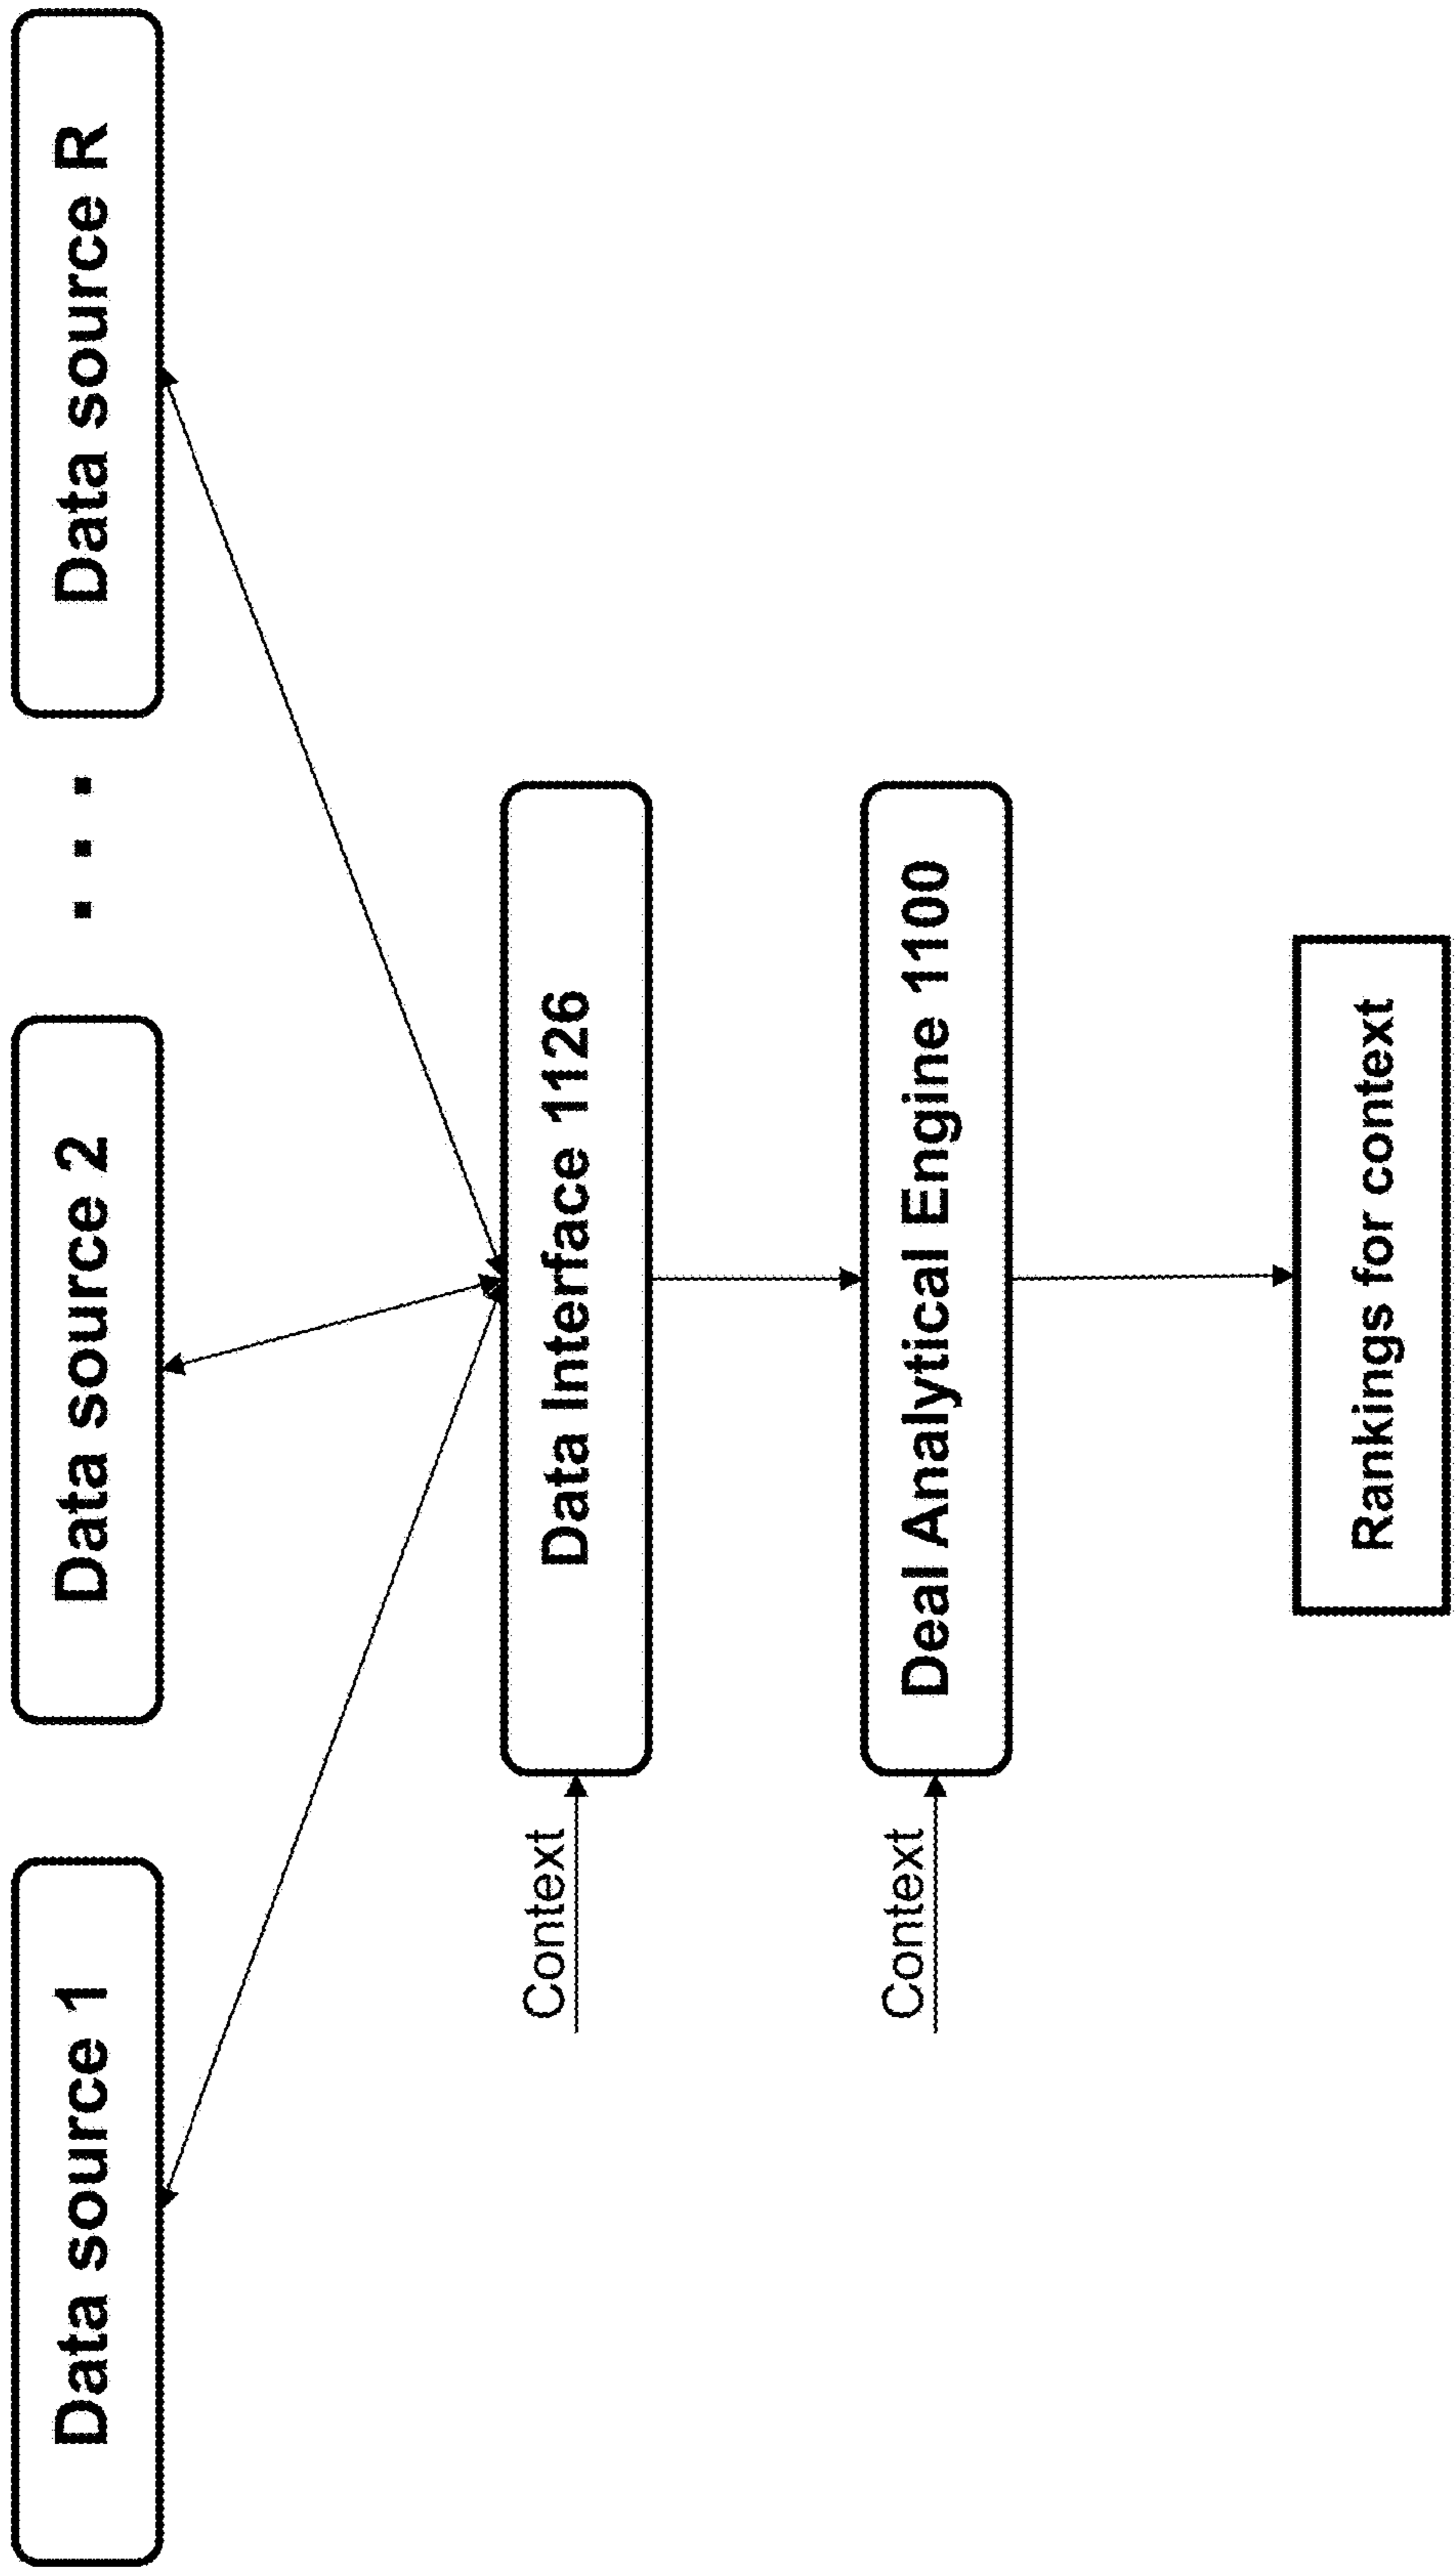 Data source 1
Data source 2
. . .
Data source R
Context
Data Interface 1126
Context
Deal Analytical Engine 1100
Rankings for context